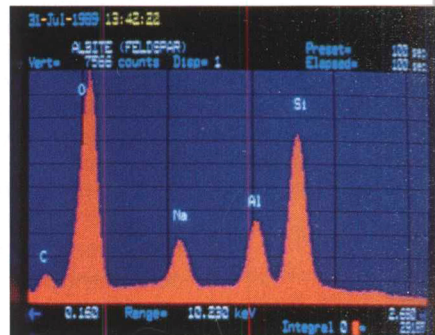 31-Jul-1989 13:42:22
ALBITE (FELDSPAR) Preset= 100 sec
Vert= counts Disp= 1 Elapsed= 100 sec
O
Si
Al
Na
C
← 0.160 Range= 10.230 keV
Integral 0